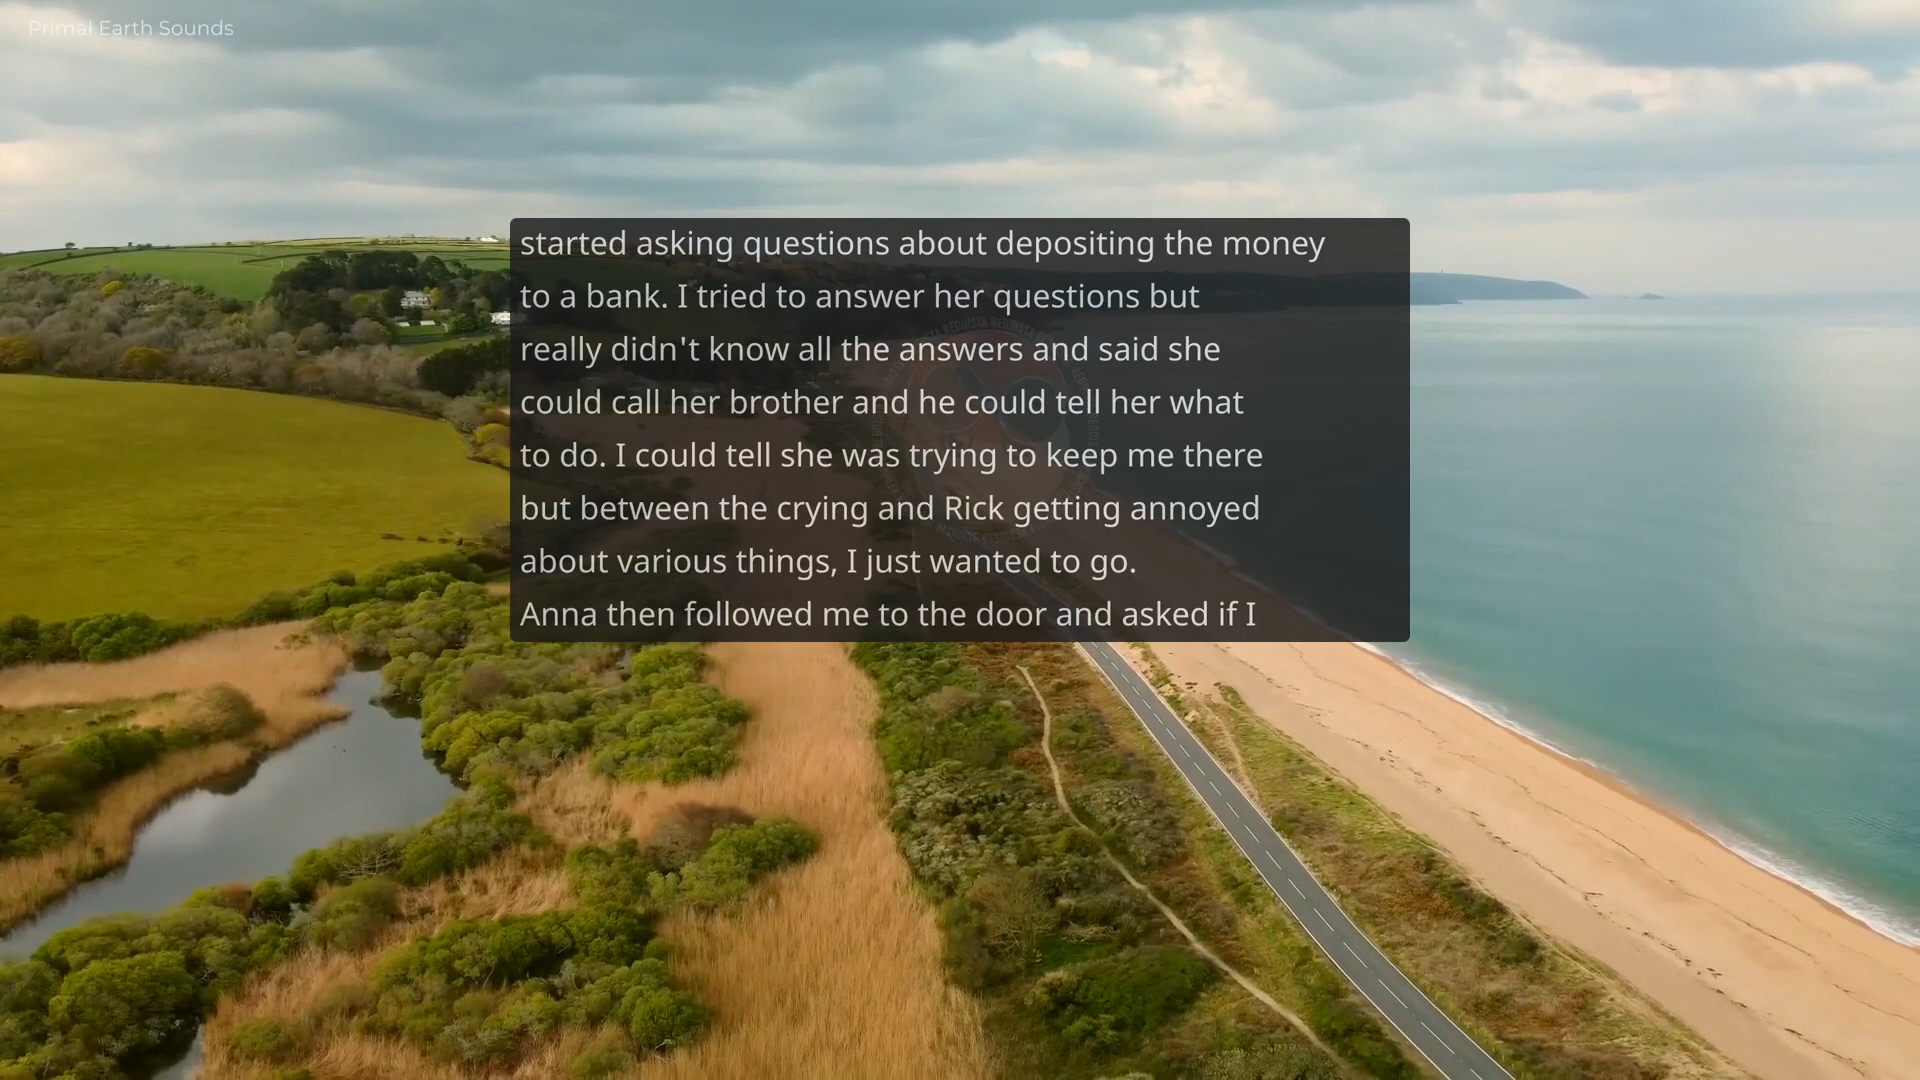 Primal Earth Sounds
started asking questions about depositing the money
to a bank. I tried to answer her questions but
really didn't know all the answers and said she
could call her brother and he could tell her what
to do. I could tell she was trying to keep me there
but between the crying and Rick getting annoyed
about various things, I just wanted to go.
Anna then followed me to the door and asked if I